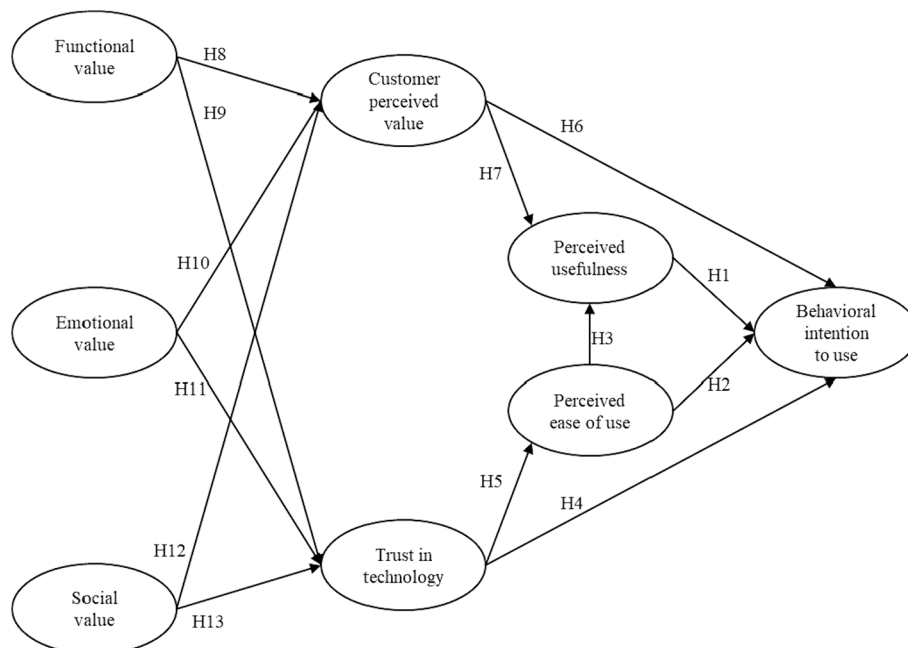 Functional
value
H8
H9
Customer
perceived
value
H6
H7
Perceived
usefulness
H1
H10
Emotional
value
H11
H3
Behavioral
intention
to use
H2
Perceived
ease of use
H5
H4
H12
Trust in
technology
Social
value
H13